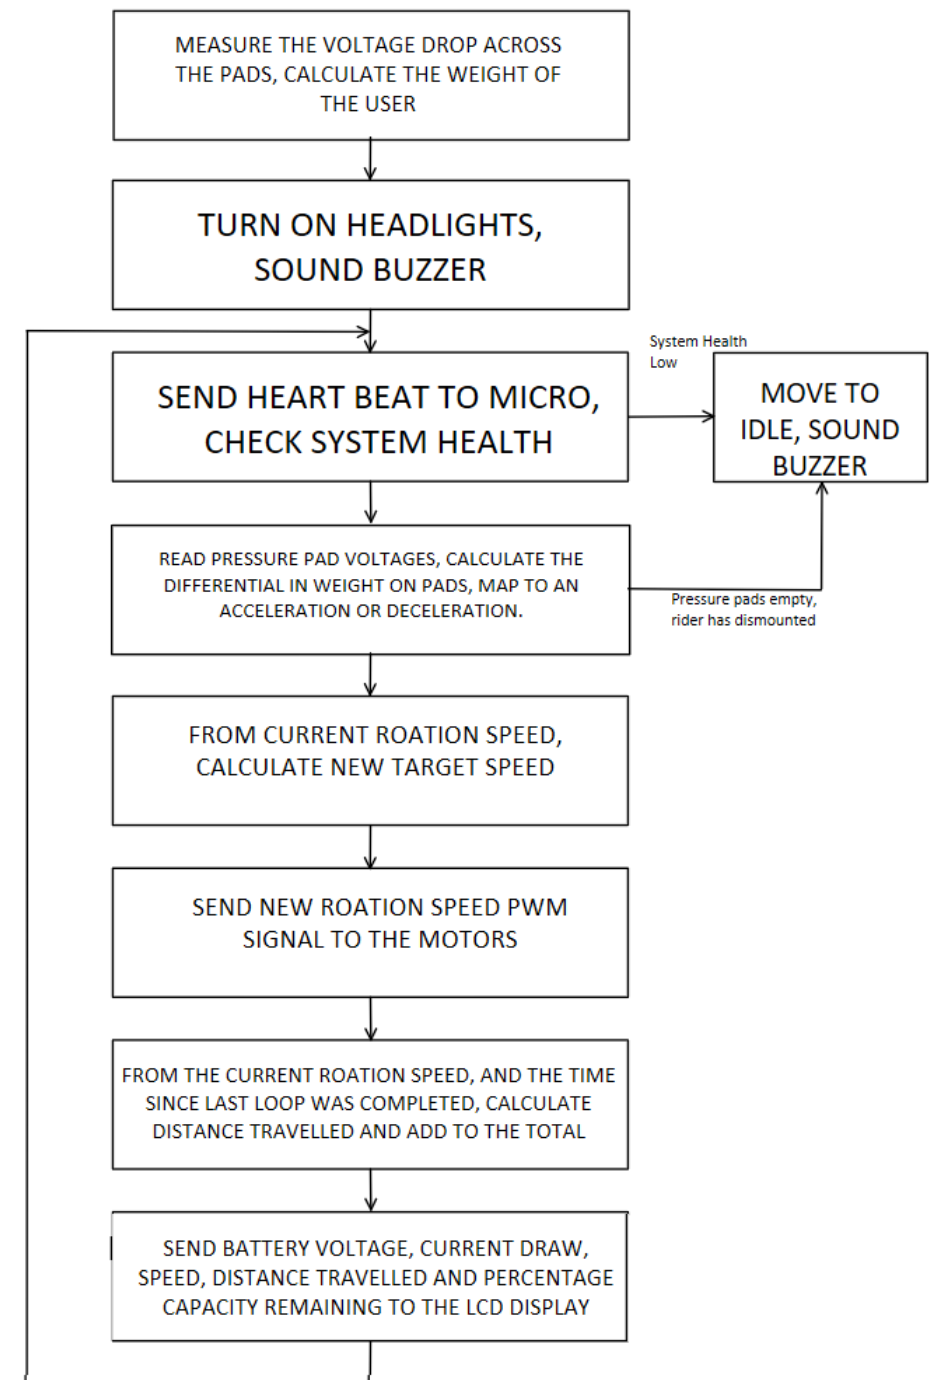 MEASURE THE VOLTAGE DROP ACROSS
THE PADS, CALCULATE THE WEIGHT OF
THE USER
TURN ON HEADLIGHTS,
SOUND BUZZER
SEND HEART BEAT TO MICRO,
CHECK SYSTEM HEALTH
System Health
Low
MOVE TO
IDLE, SOUND
BUZZER
READ PRESSURE PAD VOLTAGES, CALCULATE THE
DIFFERENTIAL IN WEIGHT ON PADS, MAP TO AN
ACCELERATION OR DECELERATION.
Pressure pads empty,
rider has dismounted
FROM CURRENT ROATION SPEED,
CALCULATE NEW TARGET SPEED
SEND NEW ROATION SPEED PWM
SIGNAL TO THE MOTORS
FROM THE CURRENT ROATION SPEED, AND THE TIME
SINCE LAST LOOP WAS COMPLETED, CALCULATE
DISTANCE TRAVELLED AND ADD TO THE TOTAL
SEND BATTERY VOLTAGE, CURRENT DRAW,
SPEED, DISTANCE TRAVELLED AND PERCENTAGE
CAPACITY REMAINING TO THE LCD DISPLAY